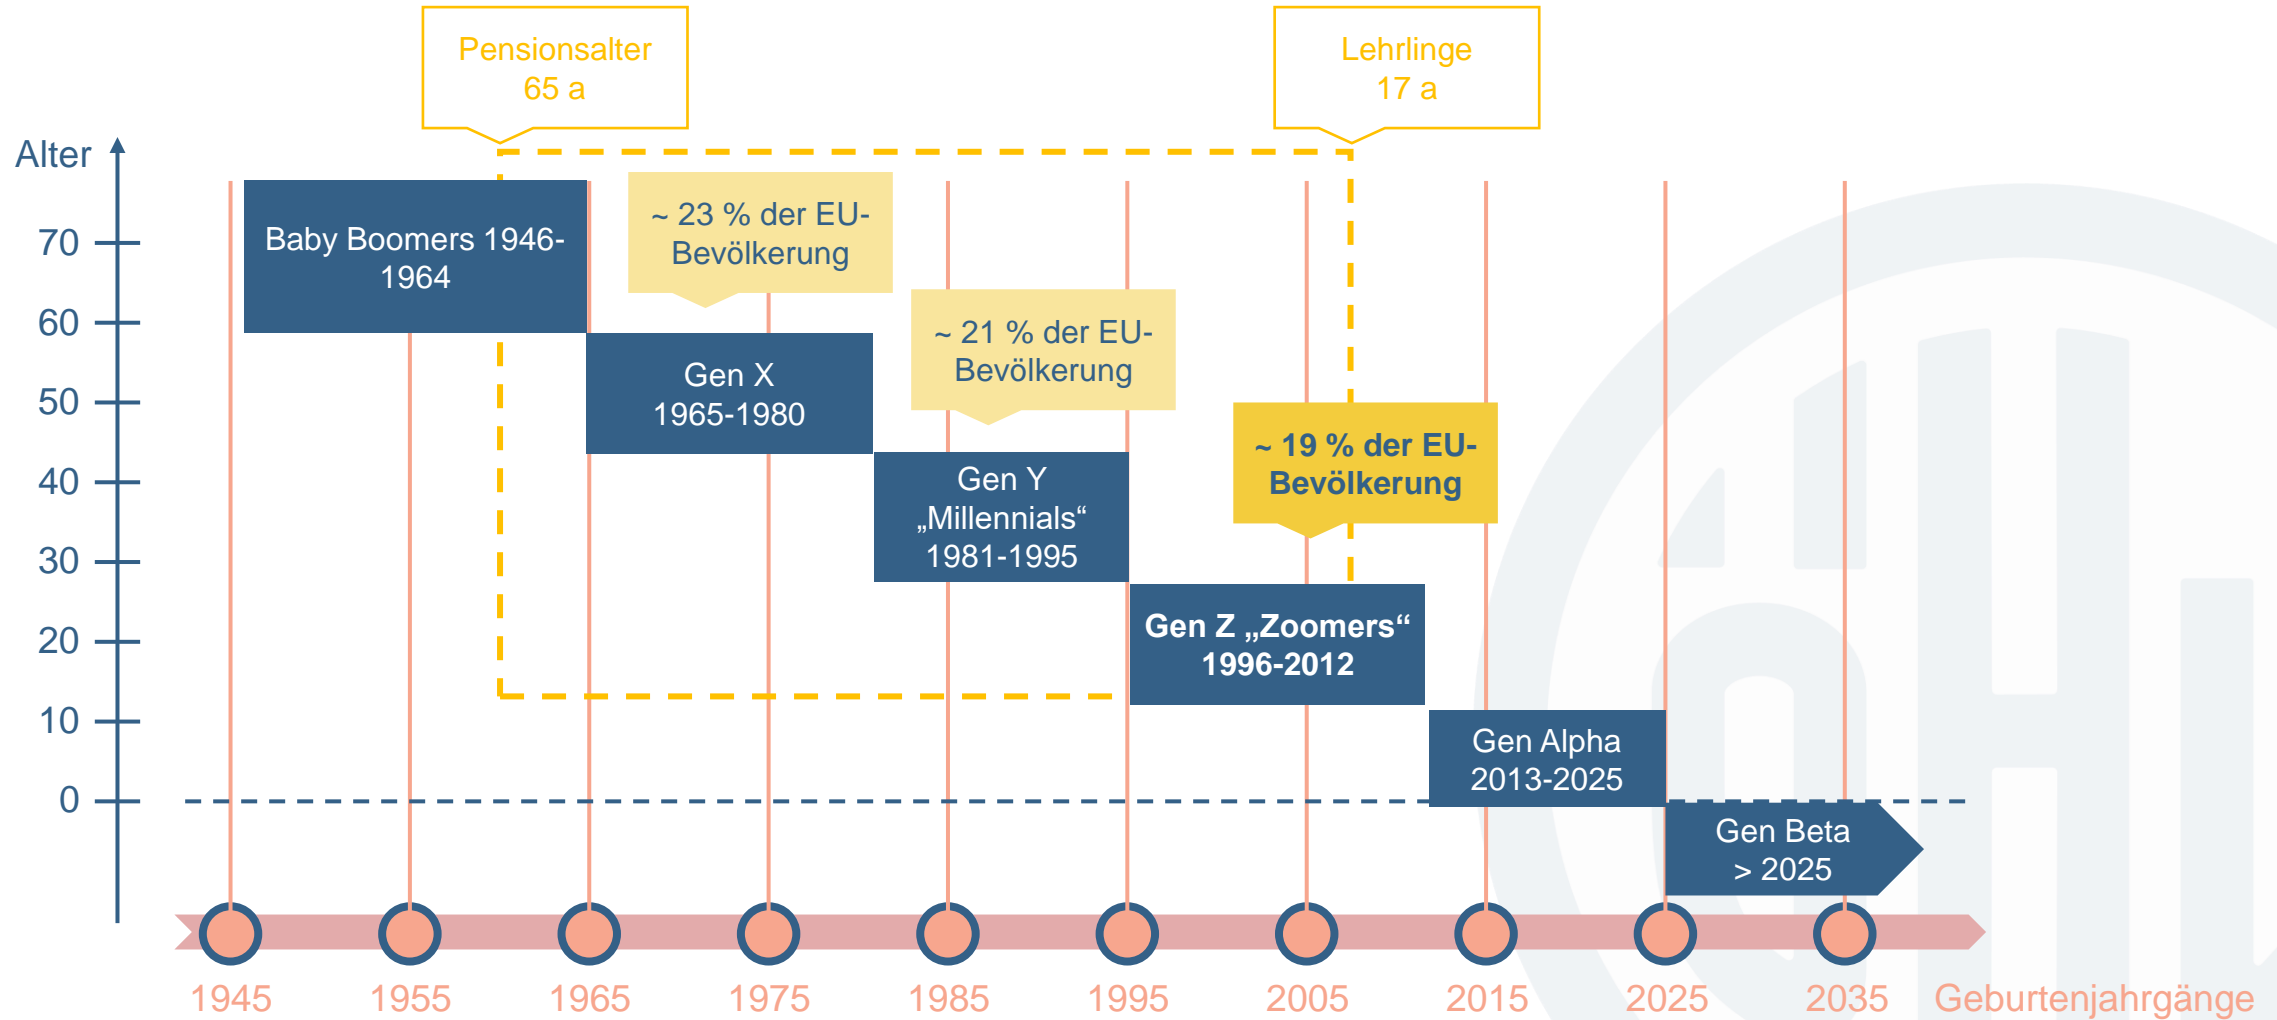 Pensionsalter
65 a
Lehrlinge
17 a
Alter
70
60
50
40
30
20
10
0
Baby Boomers 1946-
1964
~ 23 % der EU-
Bevölkerung
Gen X
1965-1980
~ 21 % der EU-
Bevölkerung
Gen Y
„Millennials“
1981-1995
~ 19 % der EU-
Bevölkerung
Gen Z „Zoomers“
1996-2012
Gen Alpha
2013-2025
Gen Beta
> 2025
1945
1955
1965
1975
1985
1995
2005
2015
2025
2035
Geburtenjahrgänge